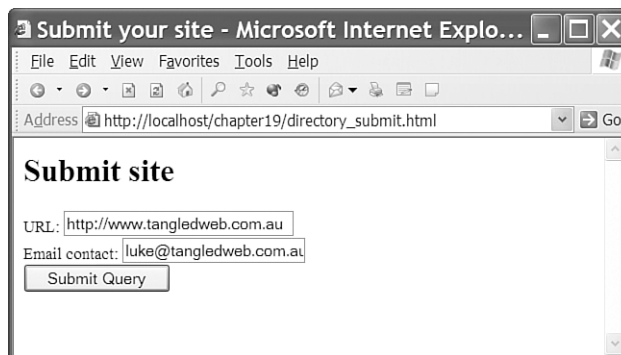 Submit your site - Microsoft Internet Explo...
File Edit View Favorites Tools Help
Address http://localhost/chapter19/directory_submit.html Go
Submit site
URL: http://www.tangledweb.com.au
Email contact: luke@tangledweb.com.au
Submit Query